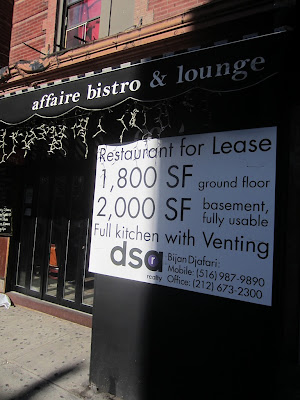 affaire bistro & lounge
Restaurant for Lease
1,800 SF ground floor
2,000 SF basement,
fully usable
Full kitchen with Venting
dsa
realty
Bijan Djafari:
Mobile: (516) 987-9890
Office: (212) 673-2300